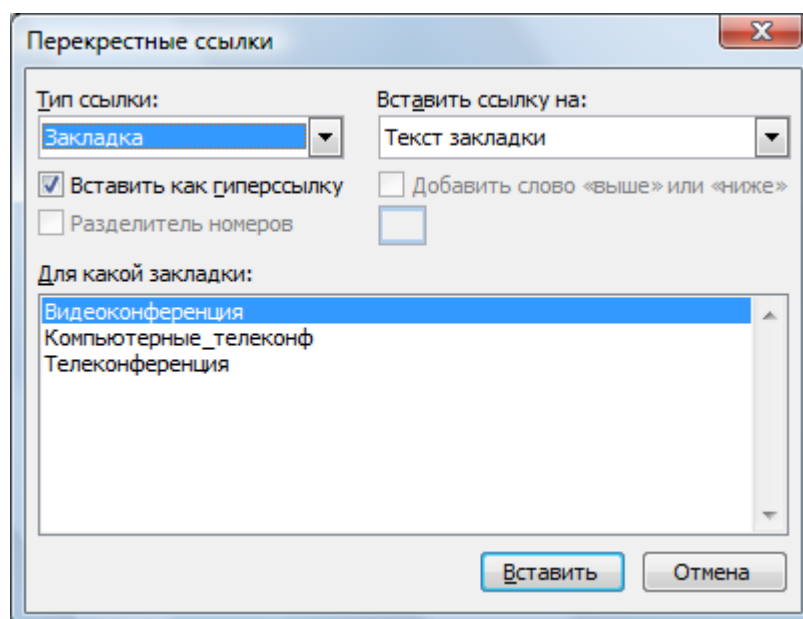 Перекрестные ссылки
Тип ссылки:
Вставить ссылку на:
Закладка
Текст закладки
Вставить как гиперссылку
Добавить слово «выше» или «ниже»
Разделитель номеров
Для какой закладки:
Видеоконференция
Компьютерные_телеконф
Телеконференция
Вставить
Отмена